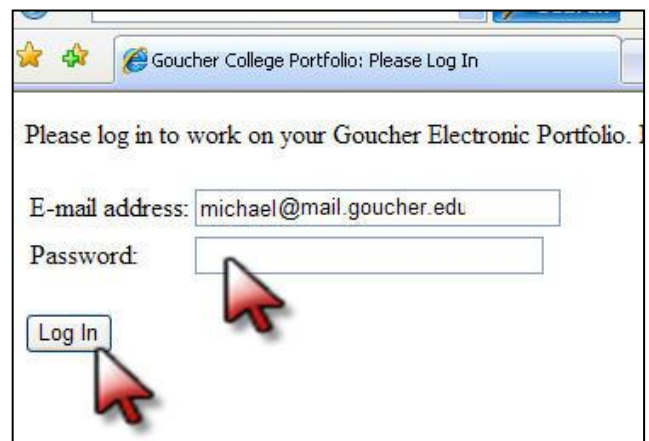 Goucher College Portfolio: Please Log In
Please log in to work on your Goucher Electronic Portfolio.
E-mail address: michael@mail.goucher.edu
Password:
Log In